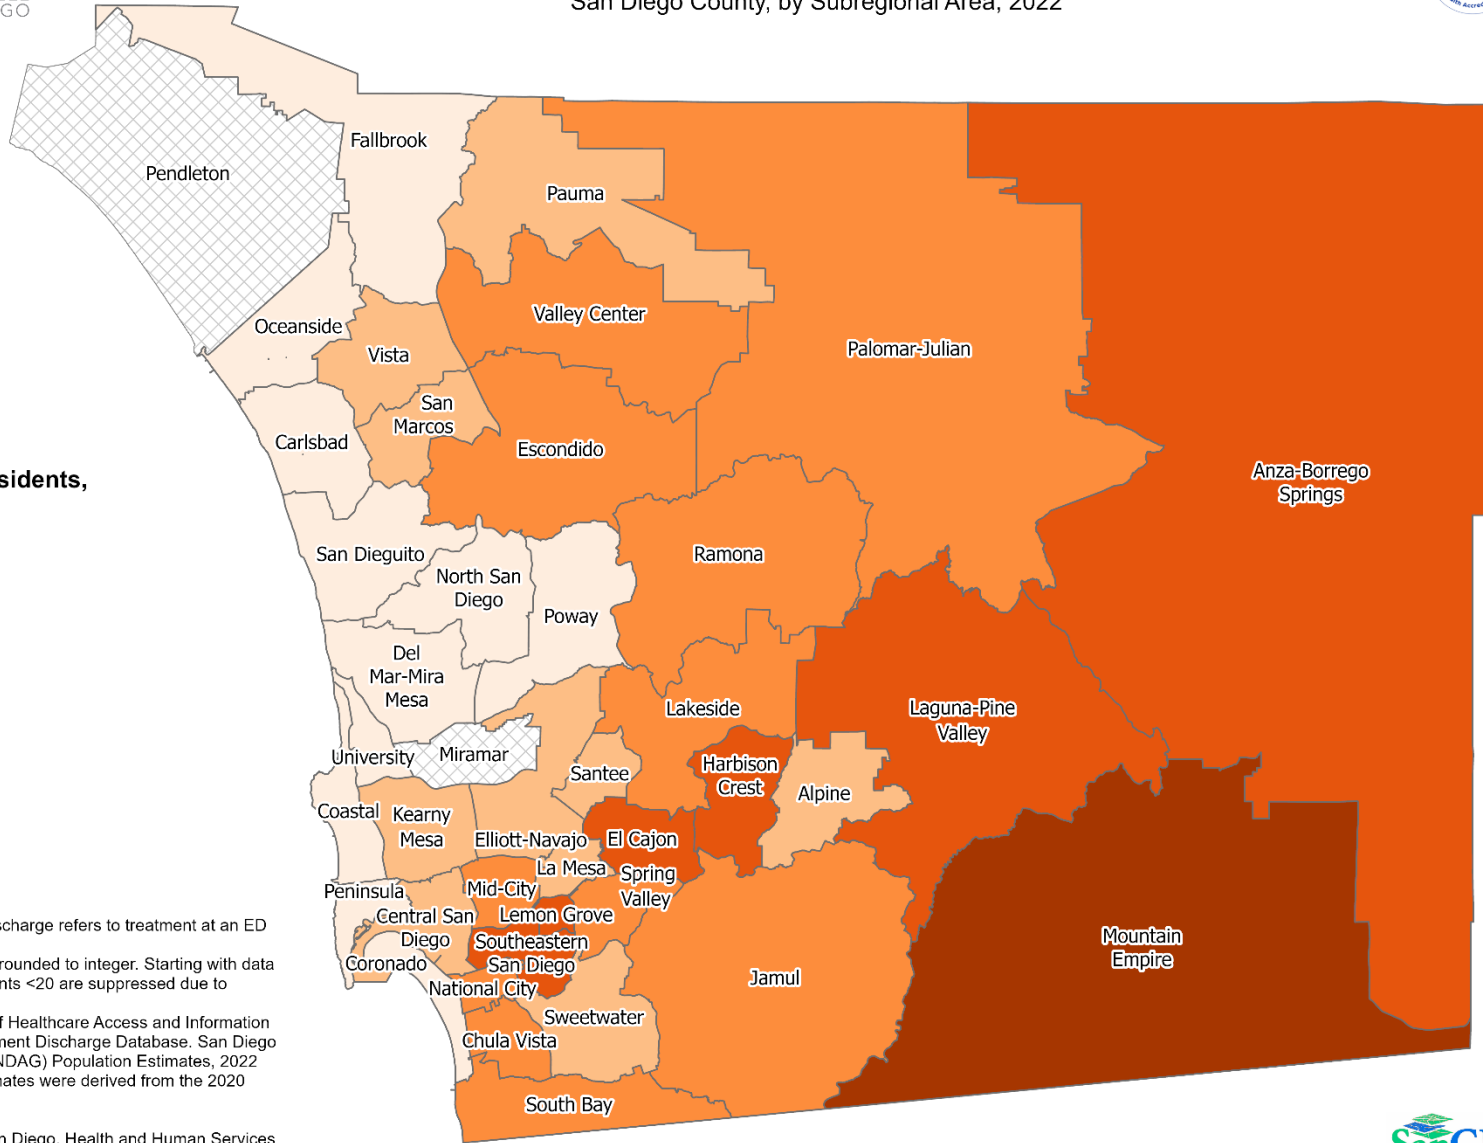 GO
San Diego County, by Subregional Area, 2022
Fallbrook
Pendleton
Pauma
Valley Center
Oceanside
Vista
Palomar-Julian
San
Marcos
Carlsbad
Escondido
sidents,
Anza-Borrego
Springs
San Dieguito
Ramona
North San
Diego
Poway
Del
Mar-Mira
Mesa
Lakeside
Laguna-Pine
Valley
University
Miramar
Harbison
Crest
Santee
Alpine
Coastal
Kearny
Mesa
Elliott-Navajo
El Cajon
La Mesa
Spring
Valley
Peninsula
Mid-City
Central San
Diego
Lemon Grove
Southeastern
San Diego
Coronado
National City
Jamul
Mountain
Empire
Sweetwater
Chula Vista
South Bay
scharge refers to treatment at an ED
rounded to integer. Starting with data
nts <20 are suppressed due to
f Healthcare Access and Information
ment Discharge Database. San Diego
NDAG) Population Estimates, 2022
nates were derived from the 2020
n Diego, Health and Human Services